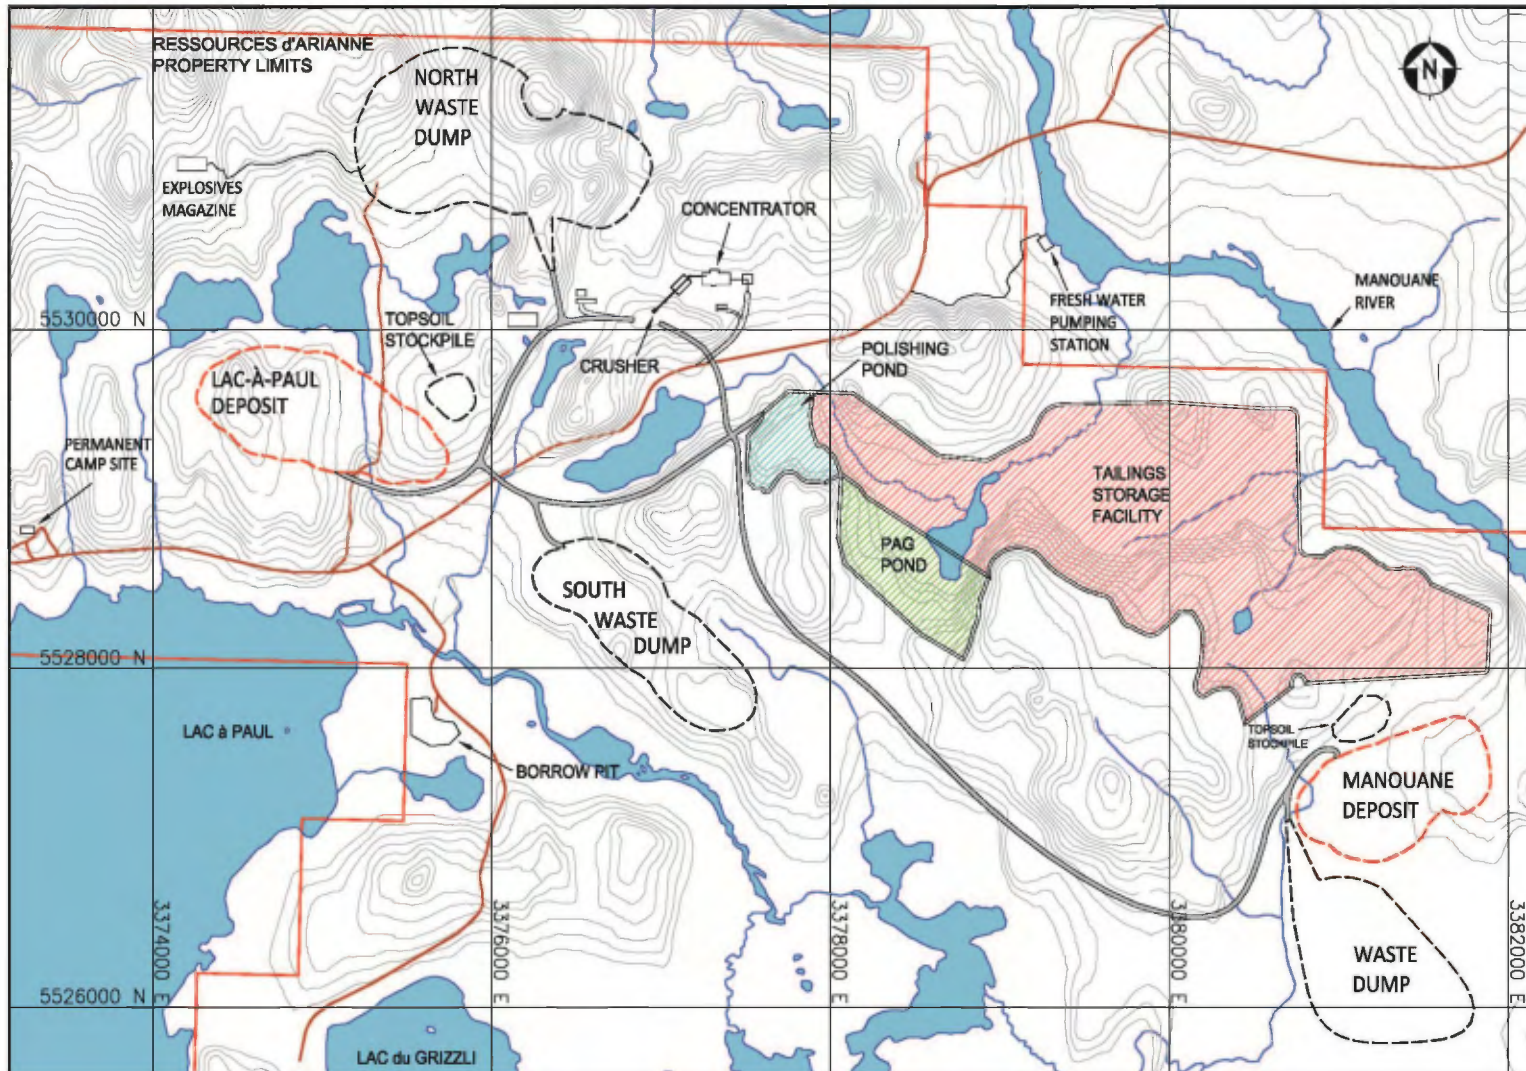 RESSOURCES d'ARIANNE
PROPERTY LIMITS
NORTH
WASTE
DUMP
N
EXPLOSIVES
MAGAZINE
CONCENTRATOR
MANOUANE
RIVER
FRESH WATER
PUMPING
STATION
5530000 N
TOPSOIL
STOCKPILE
CRUSHER
POLISHING
POND
LAC-À-PAUL
DEPOSIT
PERMANENT
CAMP SITE
TAILINGS
STORAGE
FACILITY
PAG
POND
SOUTH
WASTE
DUMP
5528000 N
LAC à PAUL
BORROW PIT
TOPSOIL
STOCKPILE
MANOUANE
DEPOSIT
WASTE
DUMP
3374000 E
3376000 E
3378000 E
3380000 E
3382000 E
5526000 N
LAC du GRIZZLI